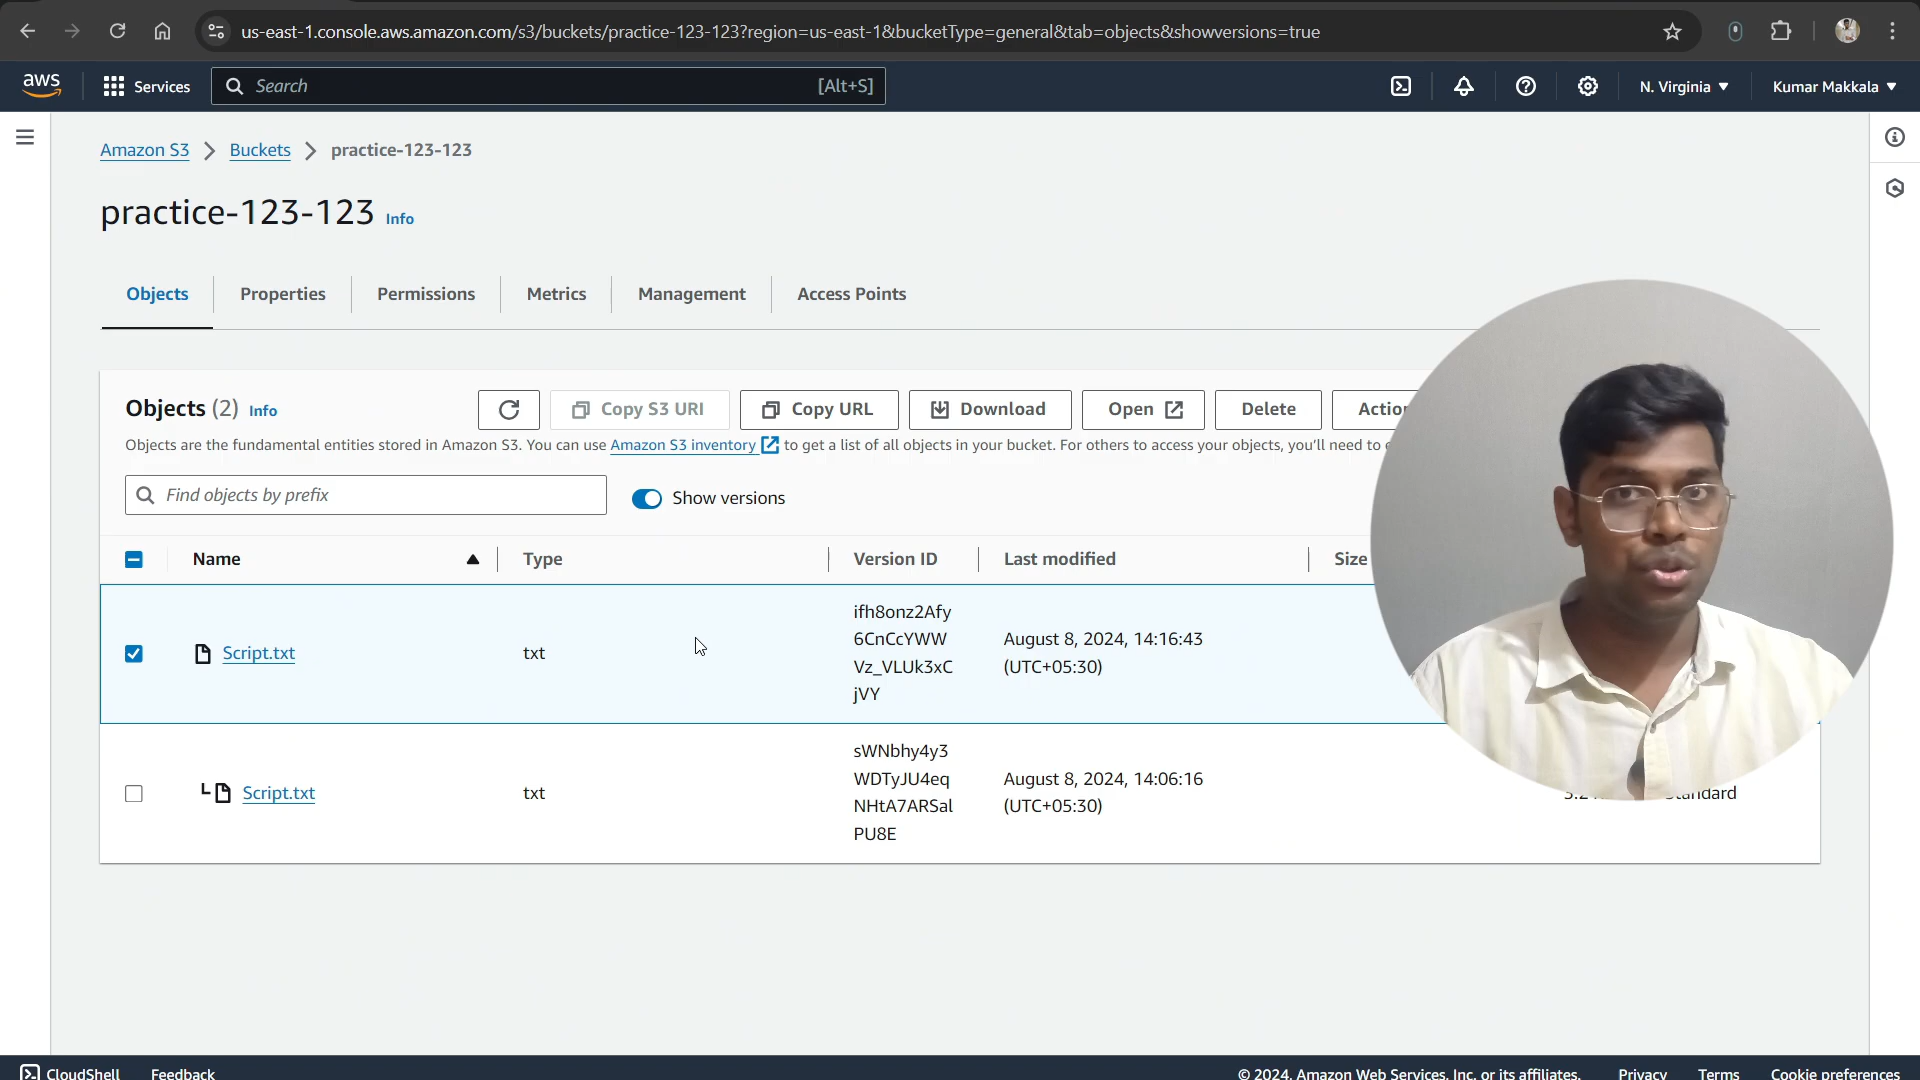 us-east-1.console.aws.amazon.com/s3/buckets/practice-123-123?region=us-east-1&bucketType=general&tab=objects&showversions=true
aws Services Search [Alt+S] N. Virginia Kumar Makkala
Amazon S3 Buckets practice-123-123
practice-123-123 Info
Objects Properties Permissions Metrics Management Access Points
Objects (2) Info Copy S3 URI Copy URL Download Open Delete
Objects are the fundamental entities stored in Amazon S3. You can use Amazon S3 inventory to get a list of all objects in your bucket. For others to access your objects, you'll need to
Find objects by prefix Show versions
Name Type Version ID Last modified Size
ifh8onz2Afy
6CnCcYWW
Script.txt txt Vz_VLUk3xC August 8, 2024, 14:16:43
(UTC+05:30)
jVY
sWNbhy4y3
WDTyJU4eq
Script.txt txt NHtA7ARSal August 8, 2024, 14:06:16
(UTC+05:30)
PU8E
CloudShell Feedback © 2024, Amazon Web Services, Inc. or its affiliates. Privacy Terms Cookie preferences